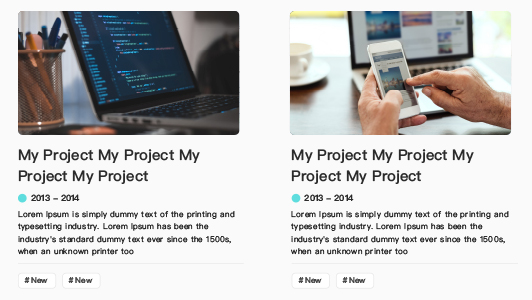 My Project My Project My
Project My Project
2013 – 2014
Lorem Ipsum is simply dummy text of the printing and
typesetting industry. Lorem Ipsum has been the
industry's standard dummy text ever since the 1500s,
when an unknown printer too
# New # New
My Project My Project My
Project My Project
2013 – 2014
Lorem Ipsum is simply dummy text of the printing and
typesetting industry. Lorem Ipsum has been the
industry's standard dummy text ever since the 1500s,
when an unknown printer too
# New # New